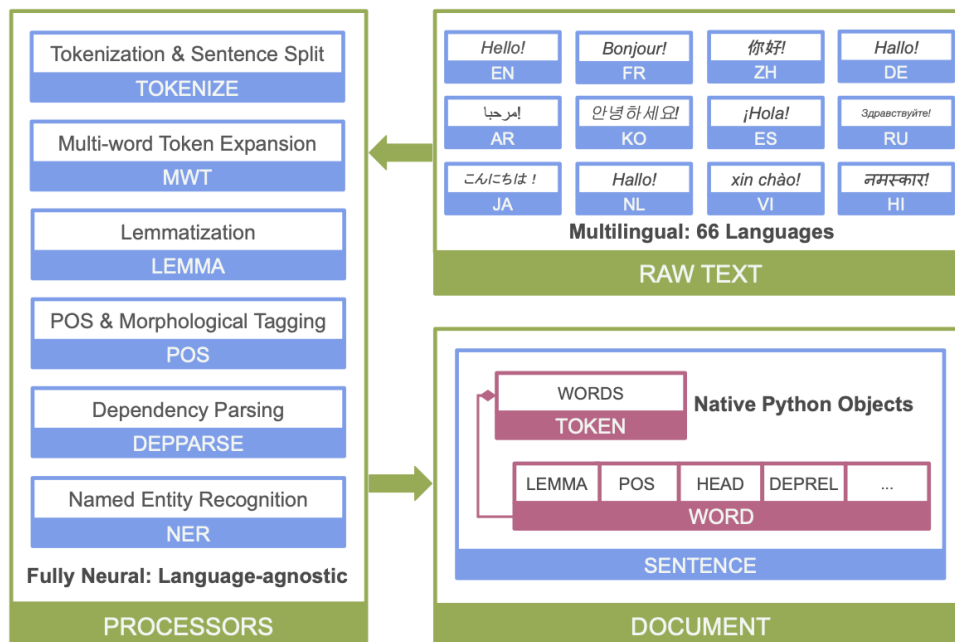 Tokenization & Sentence Split
TOKENIZE
Multi-word Token Expansion
MWT
Lemmatization
LEMMA
POS & Morphological Tagging
POS
Dependency Parsing
DEPPARSE
Named Entity Recognition
NER
Fully Neural: Language-agnostic
PROCESSORS
Hello!
EN
Bonjour!
FR
你好!
ZH
Hallo!
DE
مرحبا!
AR
안녕하세요!
KO
¡Hola!
ES
Здравствуйте!
RU
こんにちは！
JA
Hallo!
NL
xin chào!
VI
नमस्कार!
HI
Multilingual: 66 Languages
RAW TEXT
WORDS
TOKEN
Native Python Objects
LEMMA POS HEAD DEPREL ...
WORD
SENTENCE
DOCUMENT